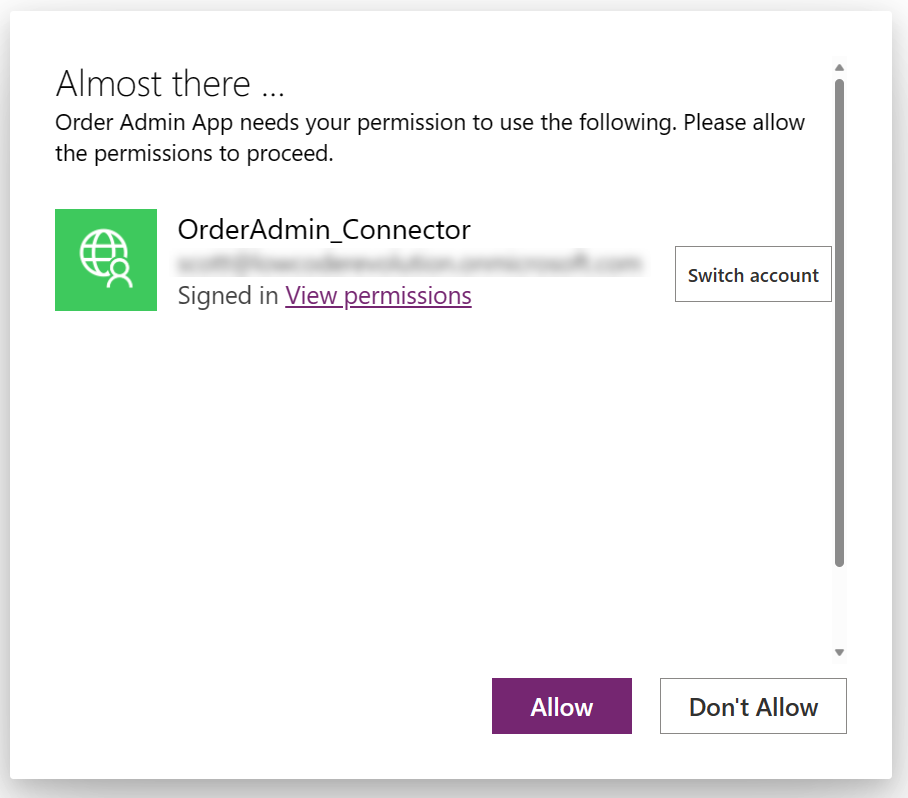 Almost there ...
Order Admin App needs your permission to use the following. Please allow
the permissions to proceed.
OrderAdmin_Connector
Signed in View permissions
Switch account
Allow
Don't Allow